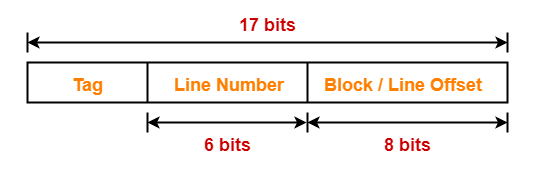 17 bits
Tag Line Number Block / Line Offset
6 bits 8 bits